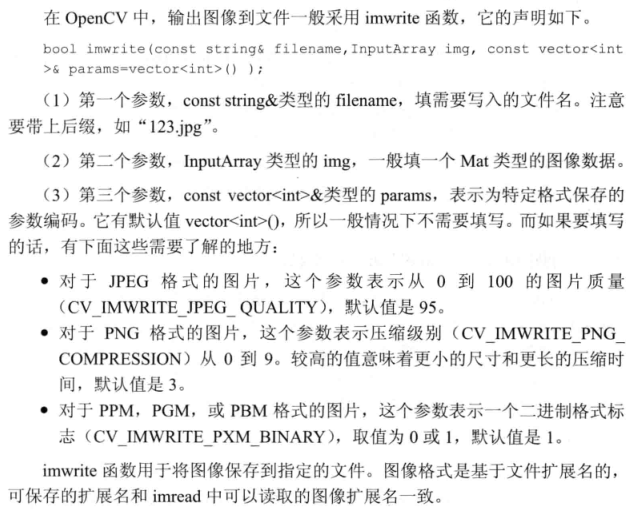 在 OpenCV 中，输出图像到文件一般采用 imwrite 函数，它的声明如下。
bool imwrite(const string& filename,InputArray img, const vector<int
>& params=vector<int>() );
（1）第一个参数，const string&类型的 filename，填需要写入的文件名。注意
要带上后缀，如“123.jpg”。
（2）第二个参数，InputArray 类型的 img，一般填一个 Mat 类型的图像数据。
（3）第三个参数，const vector<int>&类型的 params，表示为特定格式保存的
参数编码。它有默认值 vector<int>()，所以一般情况下不需要填写。而如果要填写
的话，有下面这些需要了解的地方：
● 对于 JPEG 格式的图片，这个参数表示从 0 到 100 的图片质量
（CV_IMWRITE_JPEG_ QUALITY），默认值是 95。
● 对于 PNG 格式的图片，这个参数表示压缩级别（CV_IMWRITE_PNG_
COMPRESSION）从 0 到 9。较高的值意味着更小的尺寸和更长的压缩时
间，默认值是 3。
● 对于 PPM，PGM，或 PBM 格式的图片，这个参数表示一个二进制格式标
志（CV_IMWRITE_PXM_BINARY），取值为 0 或 1，默认值是 1。
imwrite 函数用于将图像保存到指定的文件。图像格式是基于文件扩展名的，
可保存的扩展名和 imread 中可以读取的图像扩展名一致。